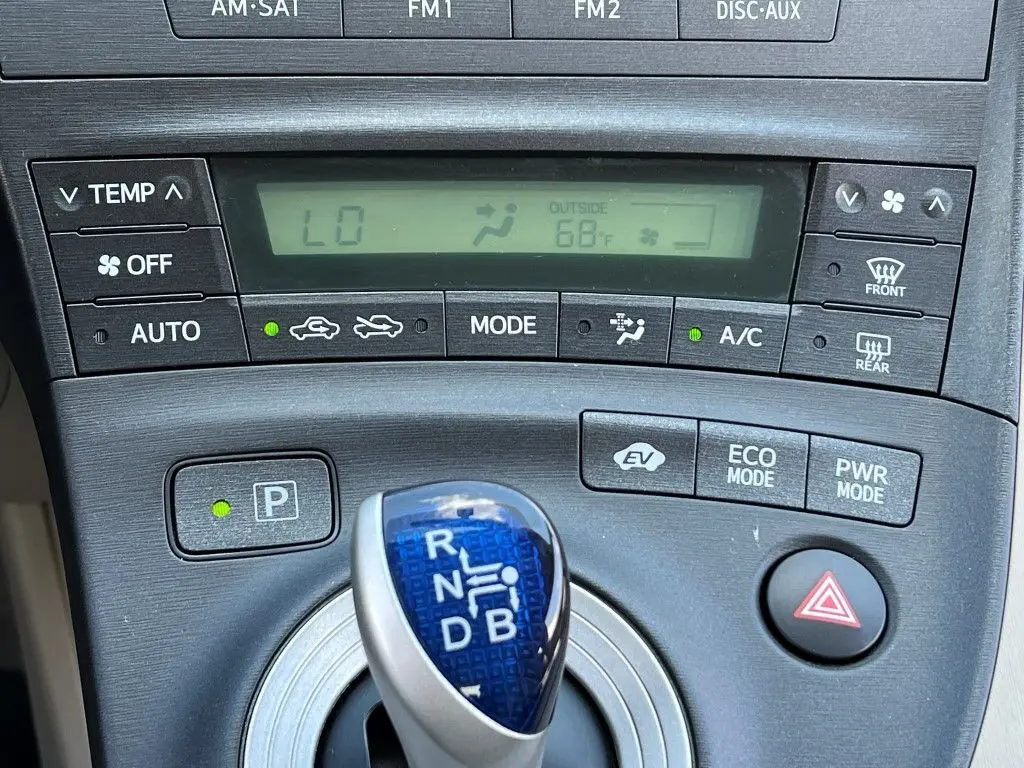 AM·SAT
FM1
FM2
DISC·AUX
TEMP
LO
OUTSIDE
68°F
OFF
FRONT
AUTO
MODE
A/C
REAR
EV
ECO
MODE
PWR
MODE
P
R
N
D
B